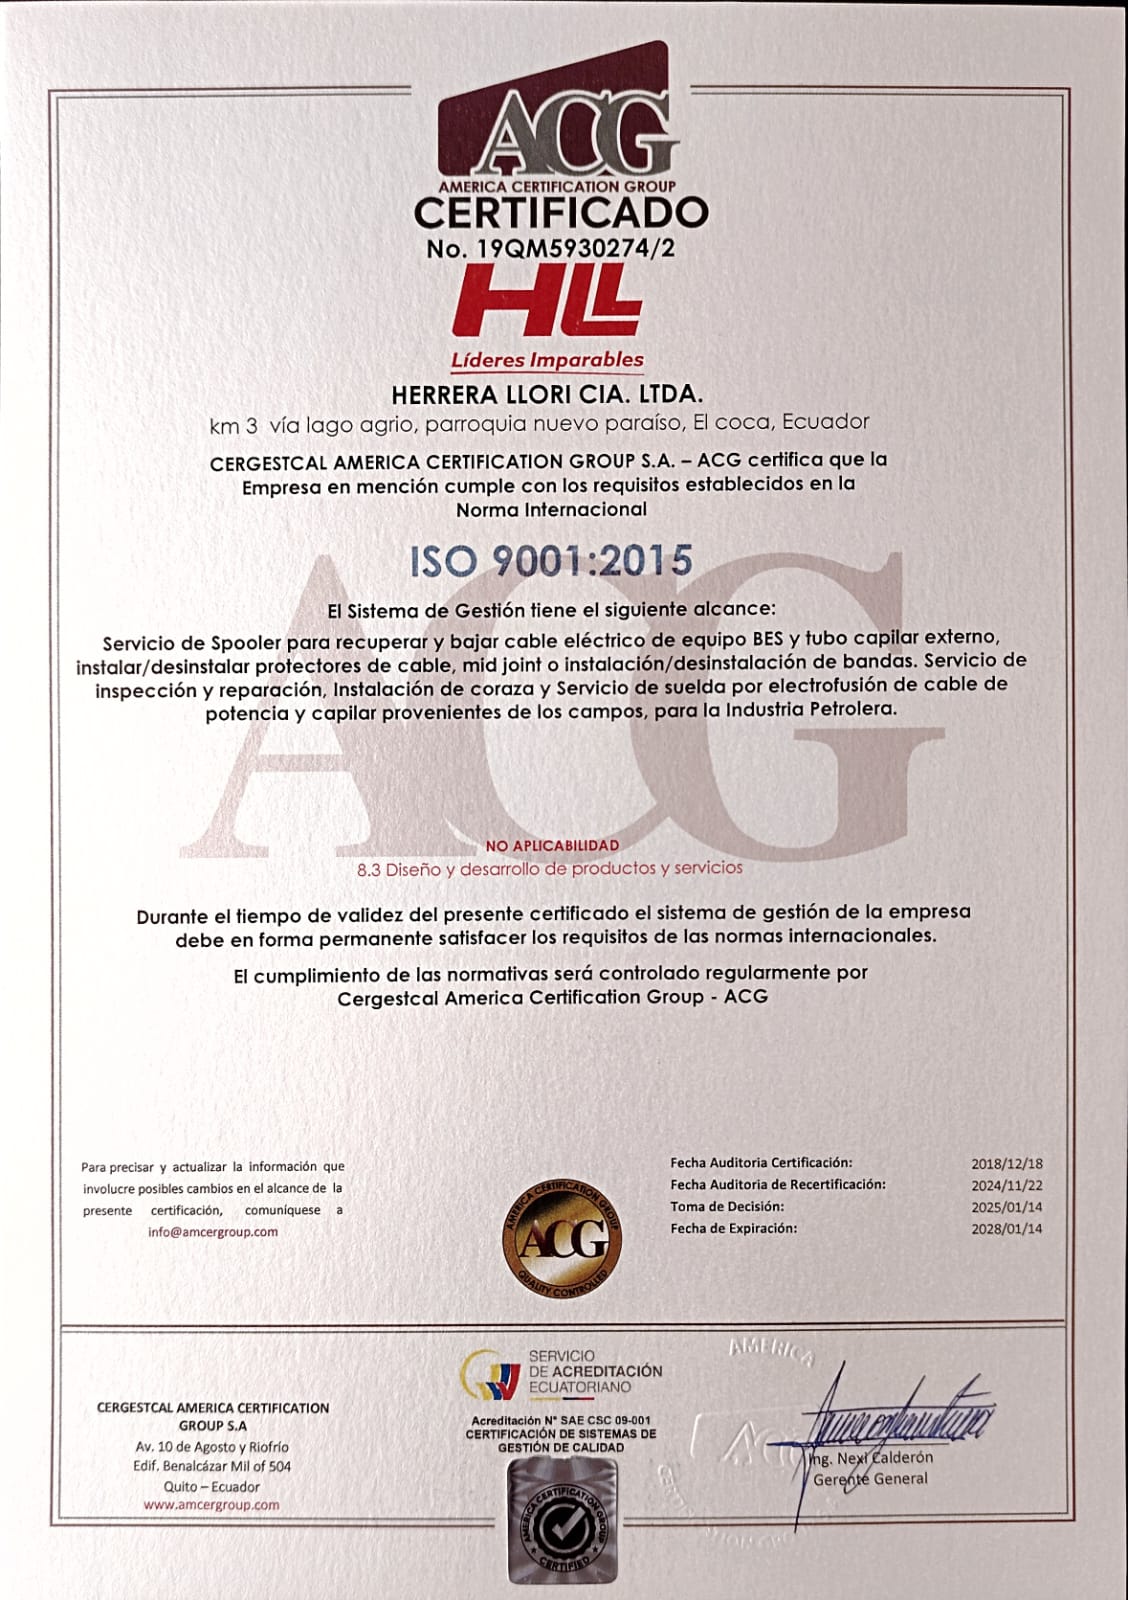 ACG
AMERICA CERTIFICATION GROUP
CERTIFICADO
No. 19QM5930274/2
HLL
Líderes Imparables
HERRERA LLORI CIA. LTDA.
km 3 vía lago agrio, parroquia nuevo paraíso, El coca, Ecuador
CERGESTCAL AMERICA CERTIFICATION GROUP S.A. – ACG certifica que la
Empresa en mención cumple con los requisitos establecidos en la
Norma Internacional
ISO 9001:2015
ACG
El Sistema de Gestión tiene el siguiente alcance:
Servicio de Spooler para recuperar y bajar cable eléctrico de equipo BES y tubo capilar externo,
instalar/desinstalar protectores de cable, mid joint o instalación/desinstalación de bandas. Servicio de
inspección y reparación, Instalación de coraza y Servicio de suelda por electrofusión de cable de
potencia y capilar provenientes de los campos, para la Industria Petrolera.
NO APLICABILIDAD
8.3 Diseño y desarrollo de productos y servicios
Durante el tiempo de validez del presente certificado el sistema de gestión de la empresa
debe en forma permanente satisfacer los requisitos de las normas internacionales.
El cumplimiento de las normativas será controlado regularmente por
Cergestcal America Certification Group - ACG
Para precisar y actualizar la información que
involucre posibles cambios en el alcance de la
presente certificación, comuníquese a
info@amcergroup.com
AMERICA CERTIFICATION GROUP
ACG
QUALITY CONTROLLED
Fecha Auditoria Certificación: 2018/12/18
Fecha Auditoria de Recertificación: 2024/11/22
Toma de Decisión: 2025/01/14
Fecha de Expiración: 2028/01/14
CERGESTCAL AMERICA CERTIFICATION
GROUP S.A
Av. 10 de Agosto y Riofrío
Edif. Benalcázar Mil of 504
Quito – Ecuador
www.amcergroup.com
SERVICIO
DE ACREDITACIÓN
ECUATORIANO
Acreditación N° SAE CSC 09-001
CERTIFICACIÓN DE SISTEMAS DE
GESTIÓN DE CALIDAD
AMERICA CERTIFICATION GROUP
CERTIFIED
AMERICA
Ing. Nexi Calderón
Gerente General